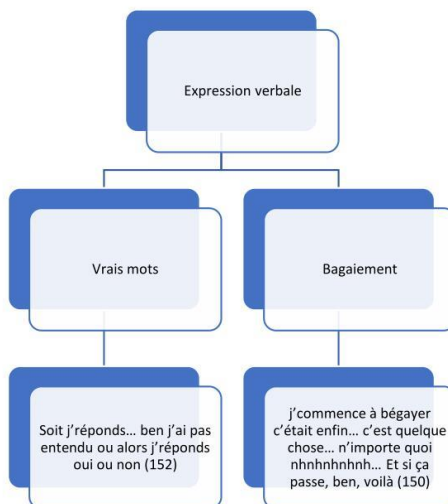 Expression verbale
Vrais mots
Bagaiement
Soit j'réponds… ben j'ai pas
entendu ou alors j'réponds
oui ou non (152)
j'commence à bégayer
c'était enfin… c'est quelque
chose… n'importe quoi
nhnhnhnhnh… Et si ça
passe, ben, voilà (150)